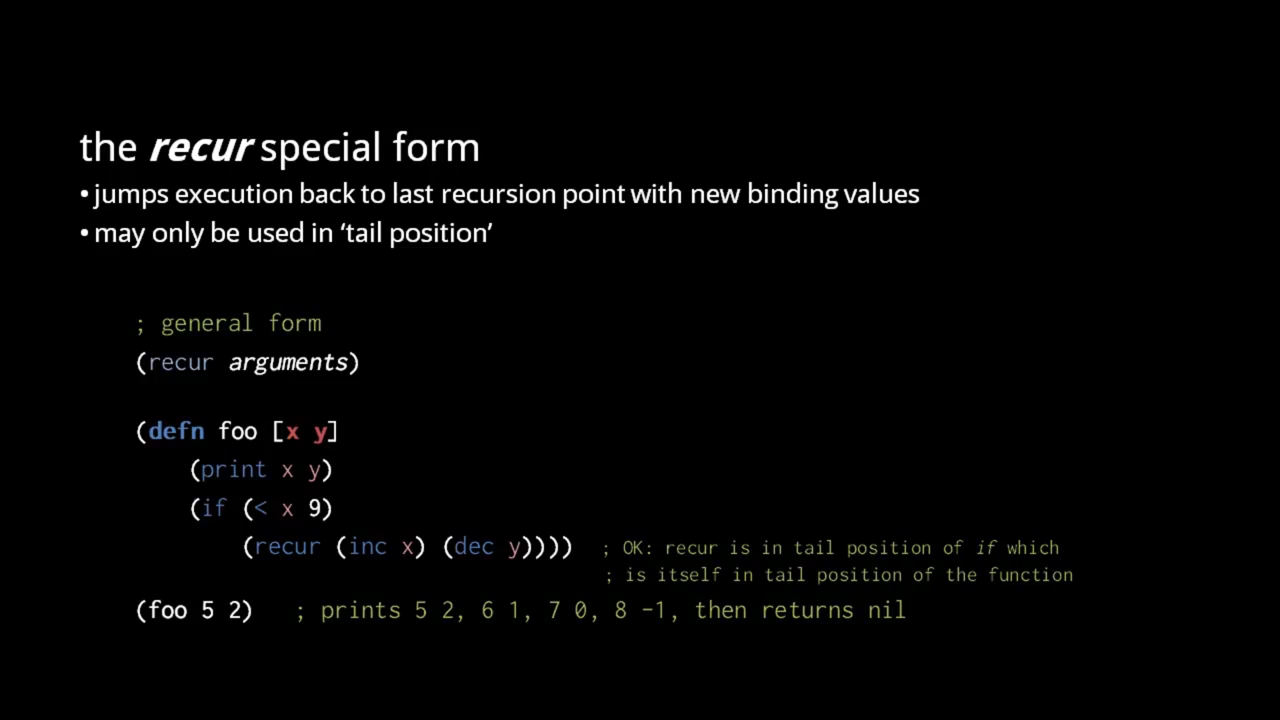 the recur special form
• jumps execution back to last recursion point with new binding values
• may only be used in ‘tail position’
; general form
(recur arguments)
(defn foo [x y]
(print x y)
(if (< x 9)
(recur (inc x) (dec y)))) ; OK: recur is in tail position of if which
; is itself in tail position of the function
(foo 5 2) ; prints 5 2, 6 1, 7 0, 8 -1, then returns nil